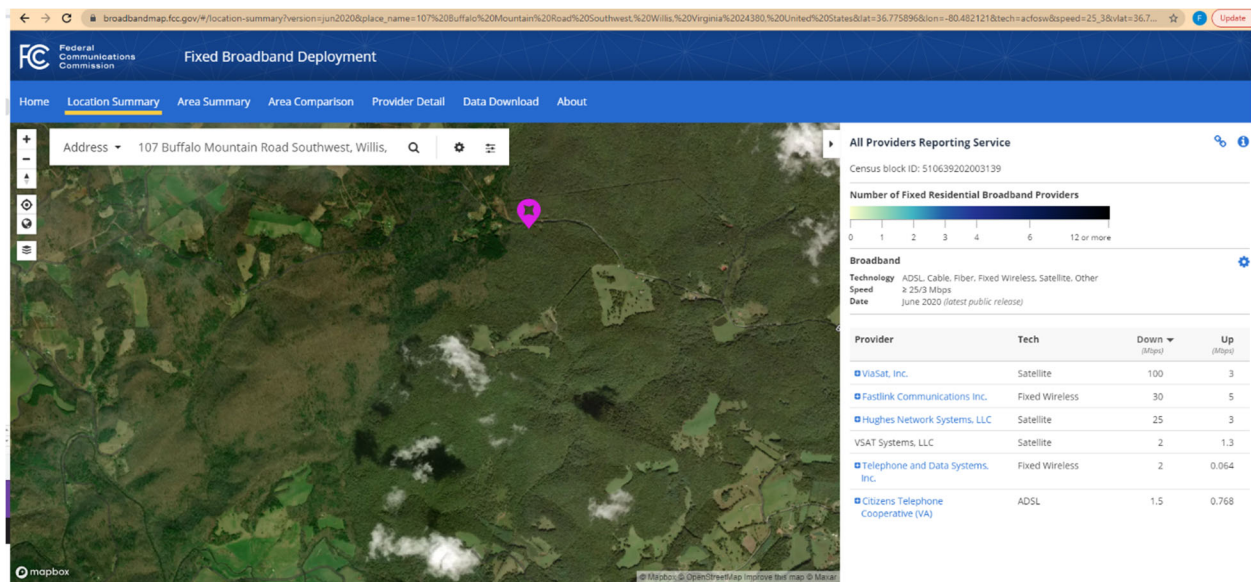 broadbandmap.fcc.gov/#/location-summary?version=jun2020&place_name=107%20Buffalo%20Mountain%20Road%20Southwest,%20Willis,%20Virginia%2024380,%20United%20States&lat=36.775896&lon=-80.482121&tech=acfosw&speed=25_3&vlat=36.7...
F
Update
FCC
Federal
Communications
Commission
Fixed Broadband Deployment
Home Location Summary Area Summary Area Comparison Provider Detail Data Download About
Address 107 Buffalo Mountain Road Southwest, Willis,
All Providers Reporting Service
Census block ID: 510639202003139
Number of Fixed Residential Broadband Providers
0 1 2 3 4 6 12 or more
Broadband
Technology ADSL, Cable, Fiber, Fixed Wireless, Satellite, Other
Speed ≥ 25/3 Mbps
Date June 2020 (latest public release)
Provider Tech Down Up
(Mbps) (Mbps)
ViaSat, Inc. Satellite 100 3
Fastlink Communications Inc. Fixed Wireless 30 5
Hughes Network Systems, LLC Satellite 25 3
VSAT Systems, LLC Satellite 2 1.3
Telephone and Data Systems, Fixed Wireless 2 0.064
Inc.
Citizens Telephone ADSL 1.5 0.768
Cooperative (VA)
mapbox
© Mapbox © OpenStreetMap Improve this map © Maxar